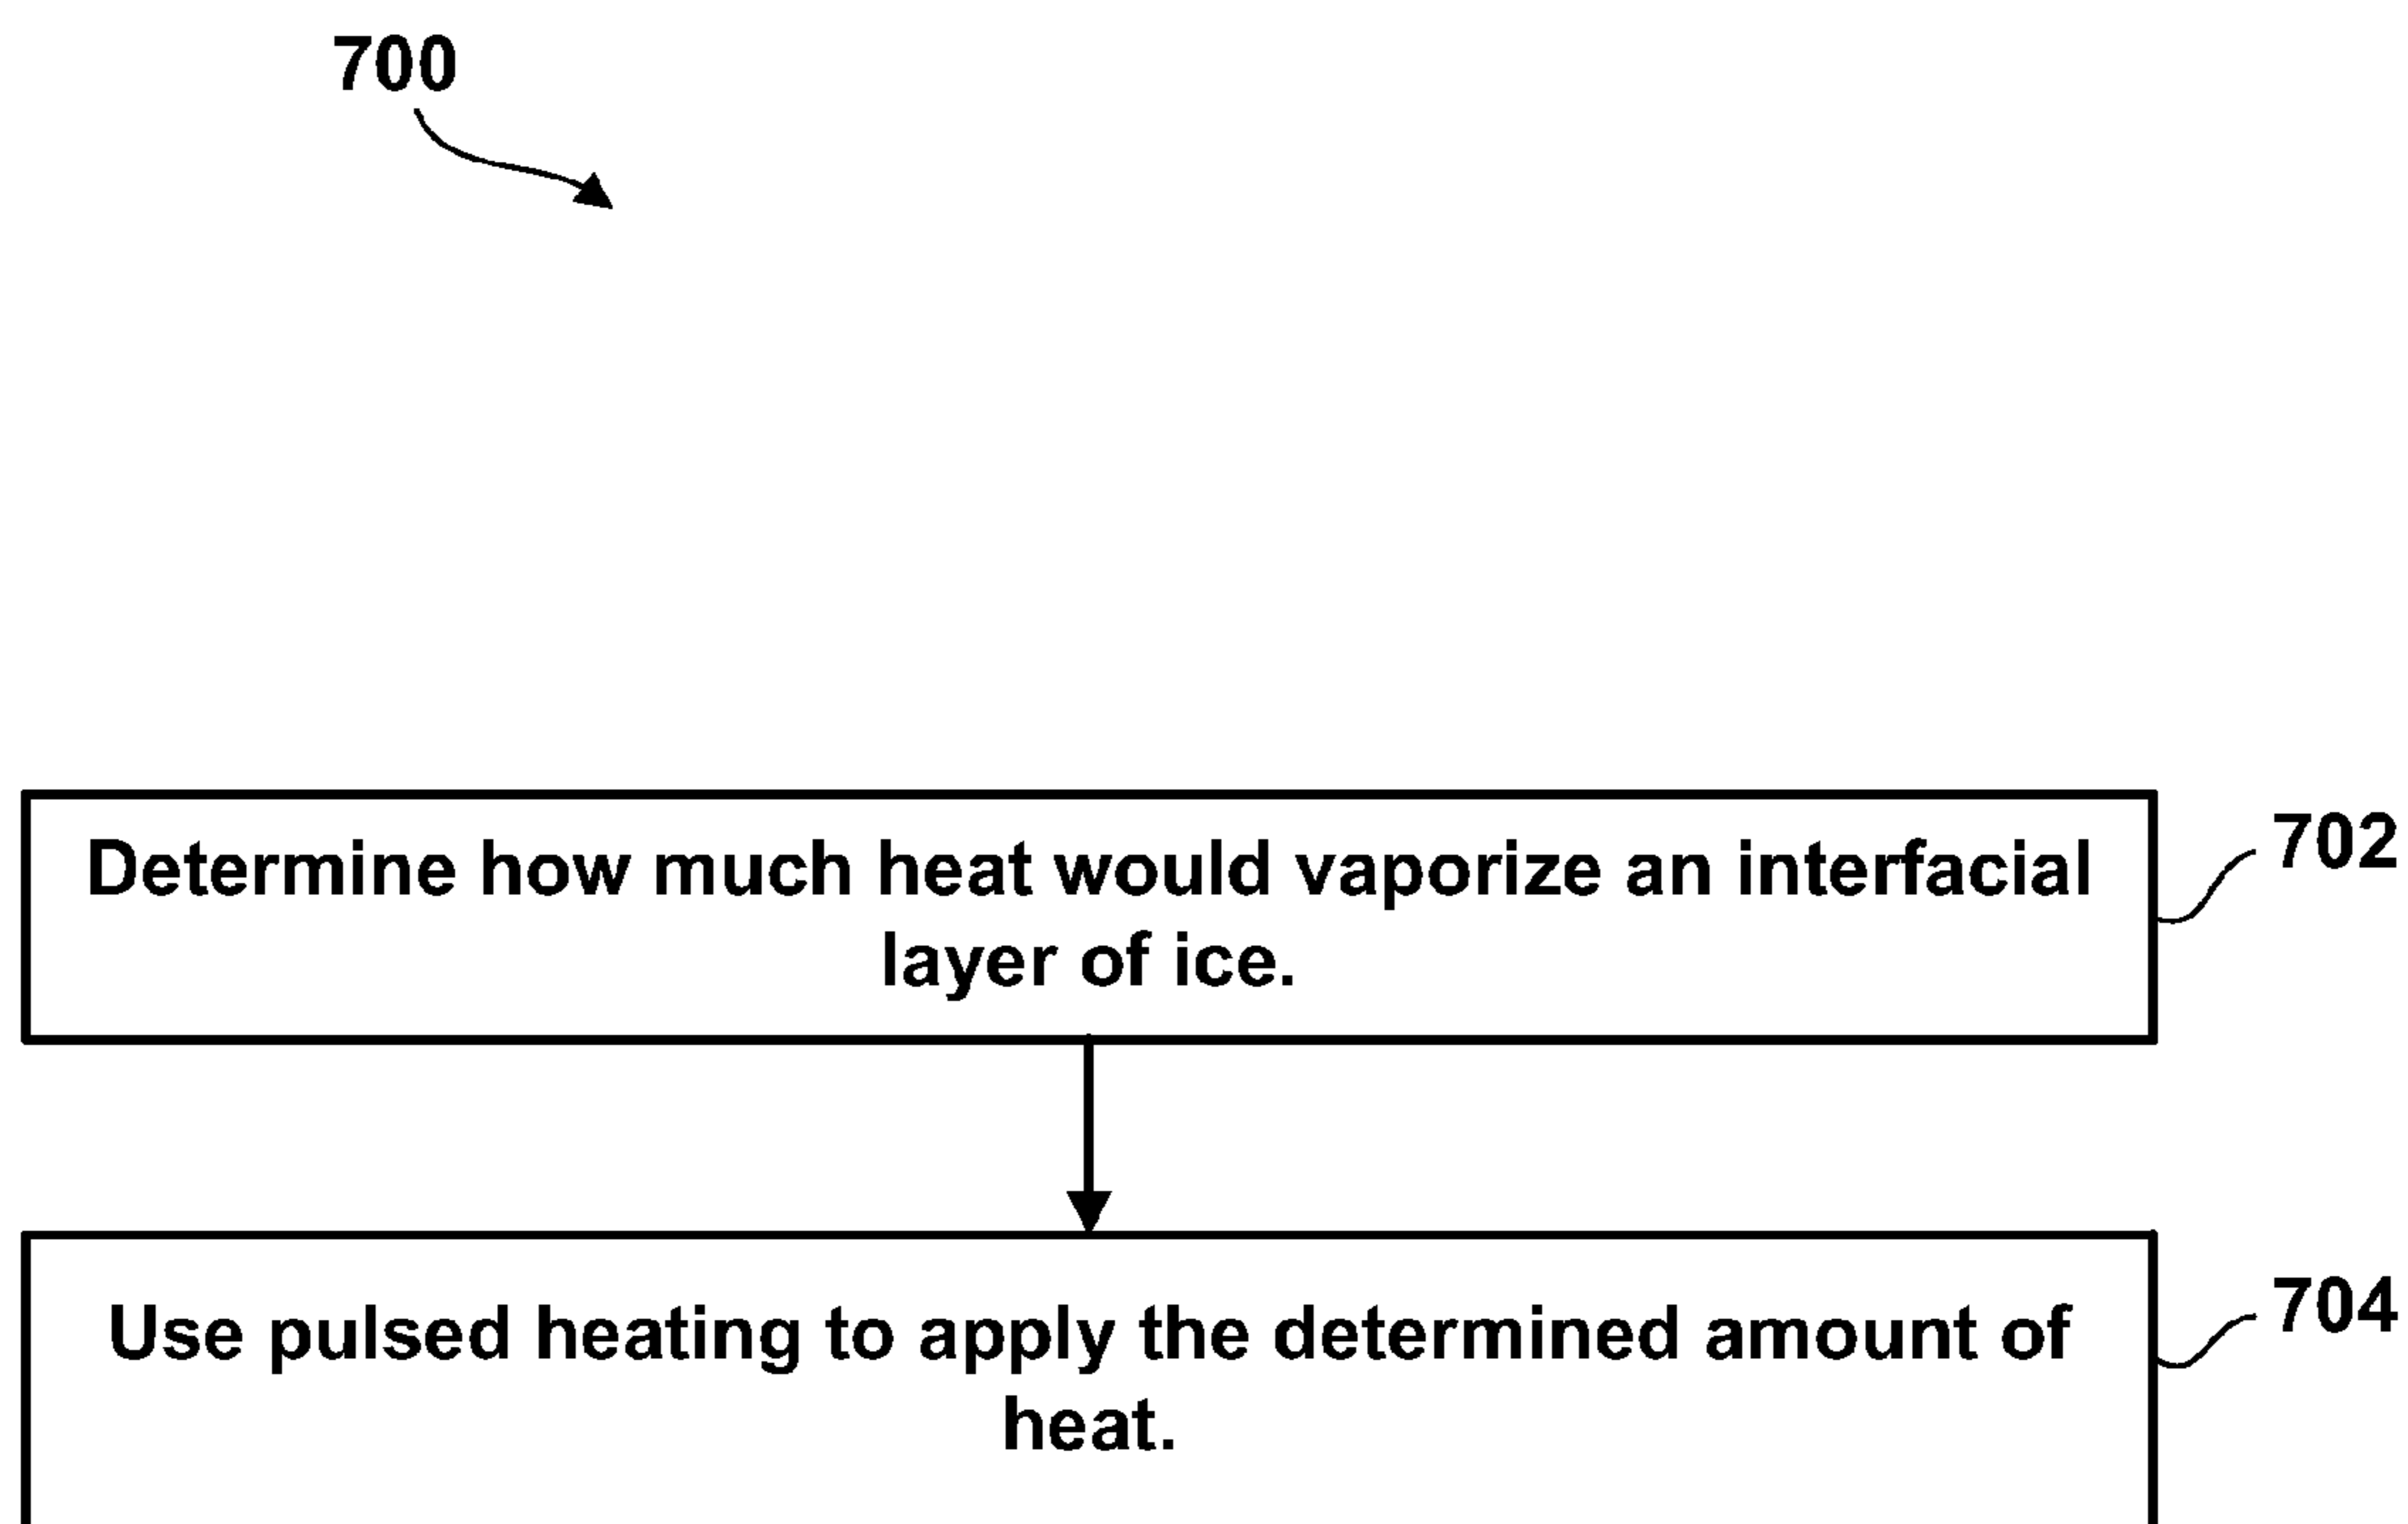 700
Determine how much heat would vaporize an interfacial
layer of ice.
702
Use pulsed heating to apply the determined amount of
heat.
704